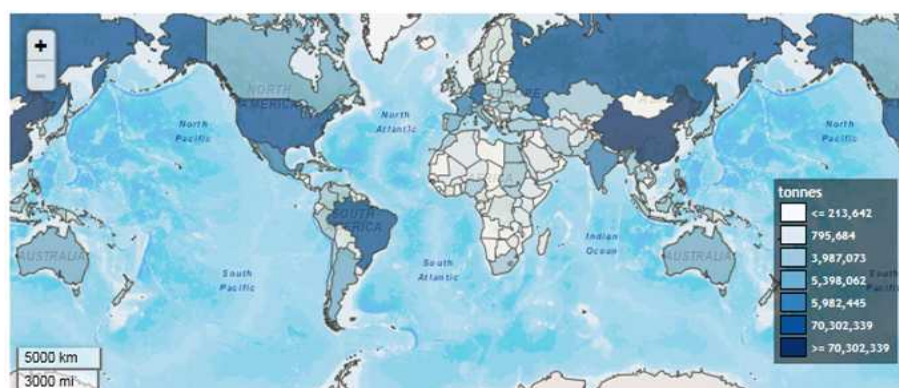 +
−
NORTH
AMERICA
North
Pacific
North
Atlantic
North
Pacific
SOUTH
AMERICA
AUSTRALIA
South
Pacific
South
Atlantic
Indian
Ocean
AUSTRALIA
South
Pacific
tonnes
<= 213,642
795,684
3,987,073
5,398,062
5,982,445
70,302,339
>= 70,302,339
5000 km
3000 mi